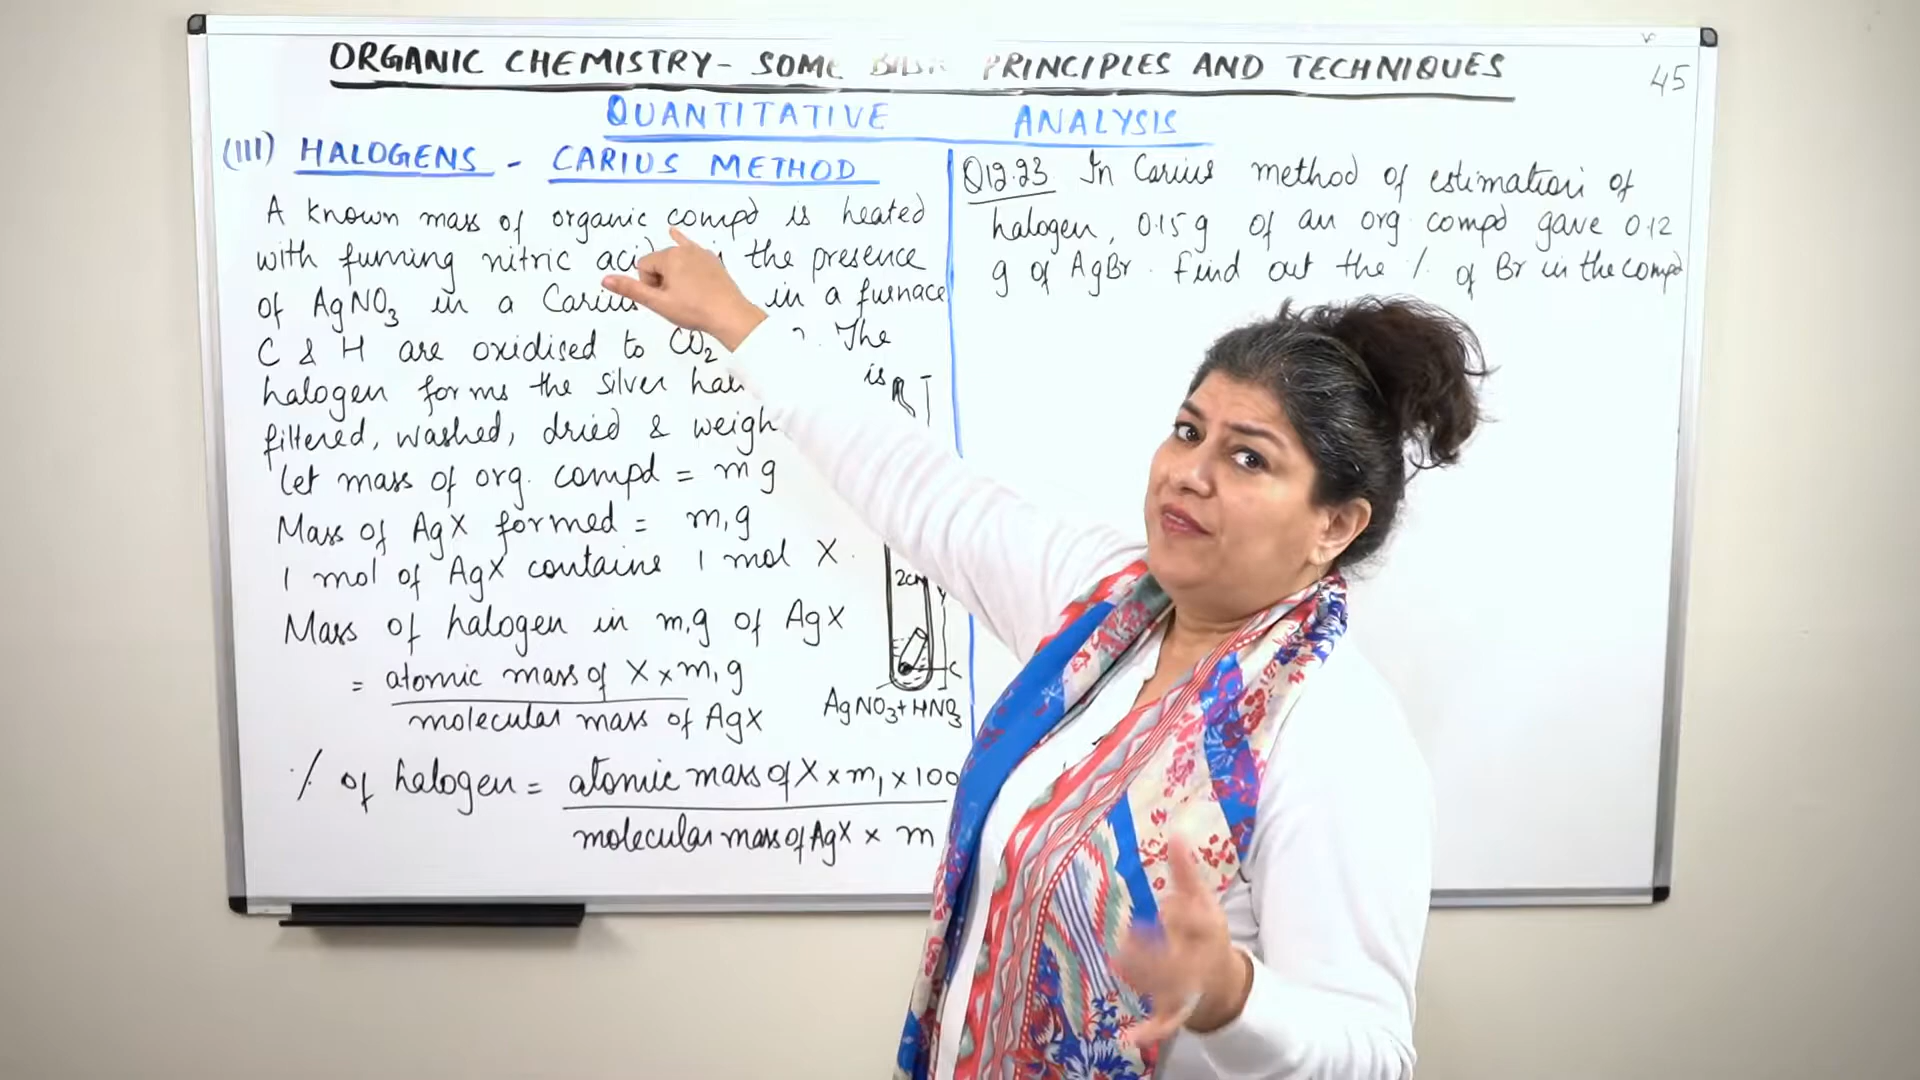 ORGANIC CHEMISTRY - SOME PRINCIPLES AND TECHNIQUES
45
QUANTITATIVE ANALYSIS
(III) HALOGENS - CARIUS METHOD
A known mass of organic compd is heated
with fuming nitric the presence
of AgNO3 in a in a furnace
C & H are oxidised to CO2 The
halogen forms the silver is
filtered, washed, dried &
Let mass of org. compd = m g
Mass of AgX formed = m1g
1 mol of AgX contains 1 mol X.
Mass of halogen in m1g of AgX
= atomic mass of X × m1g
molecular mass of AgX
% of halogen = atomic mass of X × m1 × 100
molecular mass of AgX × m
AgNO3 + HNO3
Q12.23 In Carius method of estimation of
halogen, 0.15 g of an org. compd gave 0.12
g of AgBr. Find out the % of Br in the compd